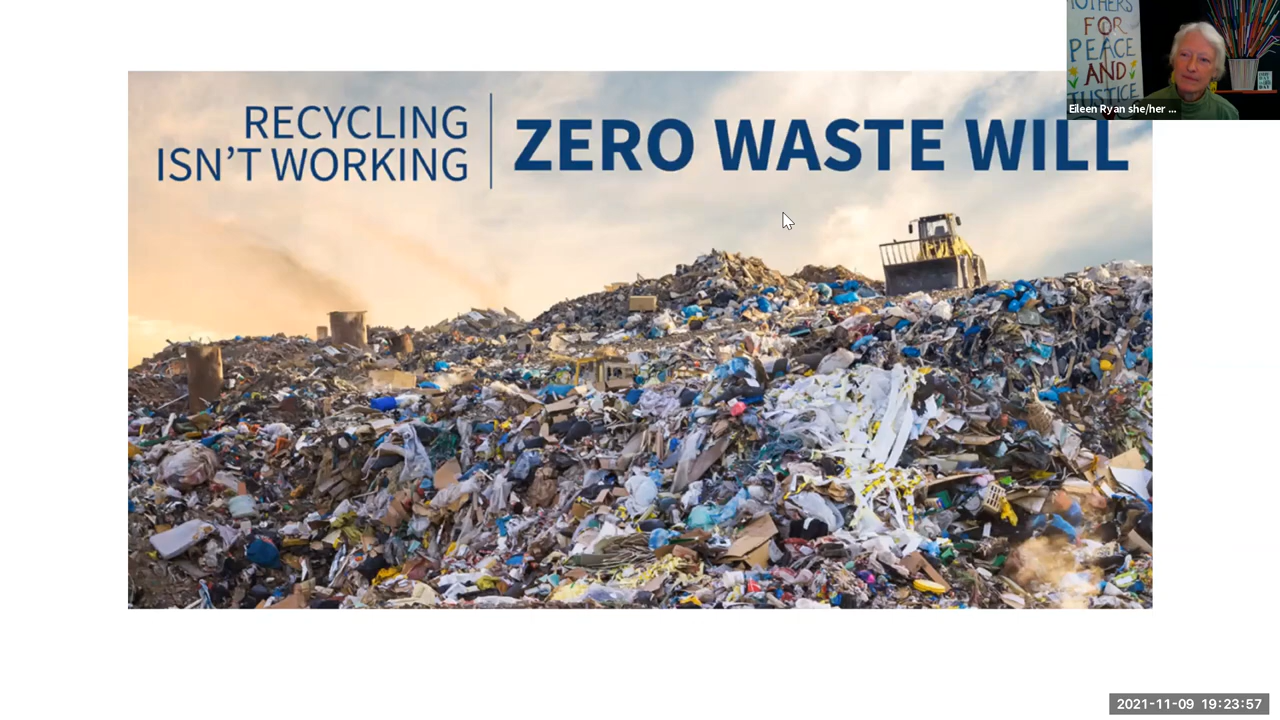 RECYCLING
ISN'T WORKING
ZERO WASTE WILL
MOTHERS
FOR
PEACE
AND
JUSTICE
Eileen Ryan she/her ...
2021-11-09 19:23:57